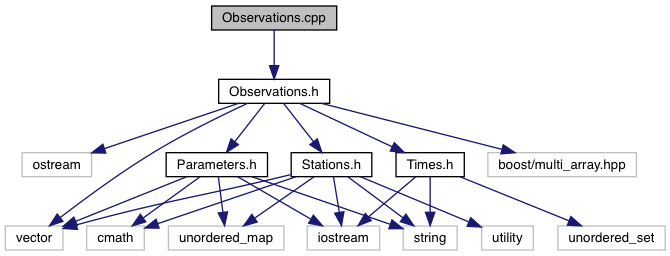 Observations.cpp
Observations.h
ostream
Parameters.h
Stations.h
Times.h
boost/multi_array.hpp
vector
cmath
unordered_map
iostream
string
utility
unordered_set